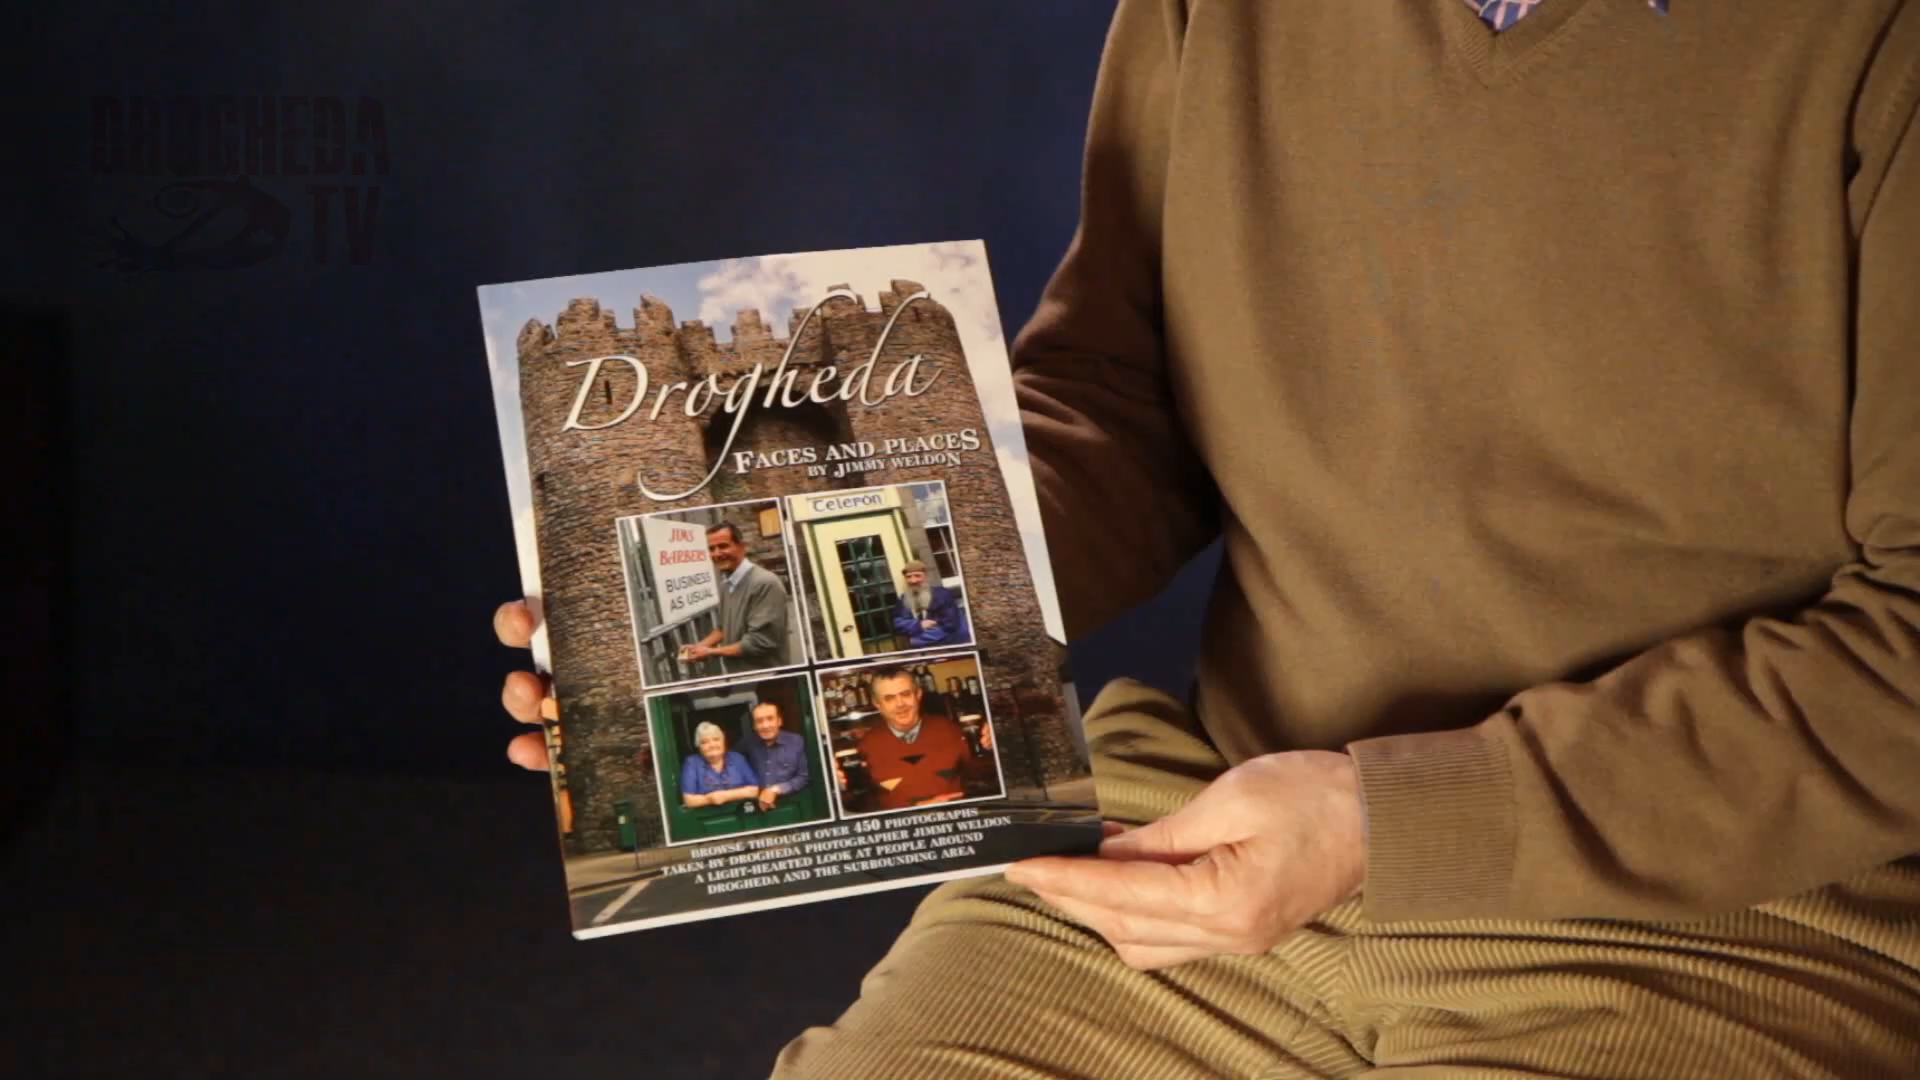 DROGHEDA
TV
Drogheda
FACES AND PLACES
BY JIMMY WELDON
JIMS
BARBERS
BUSINESS
AS USUAL
Telefón
BROWSE THROUGH OVER 450 PHOTOGRAPHS
TAKEN BY DROGHEDA PHOTOGRAPHER JIMMY WELDON
A LIGHT-HEARTED LOOK AT PEOPLE AROUND
DROGHEDA AND THE SURROUNDING AREA